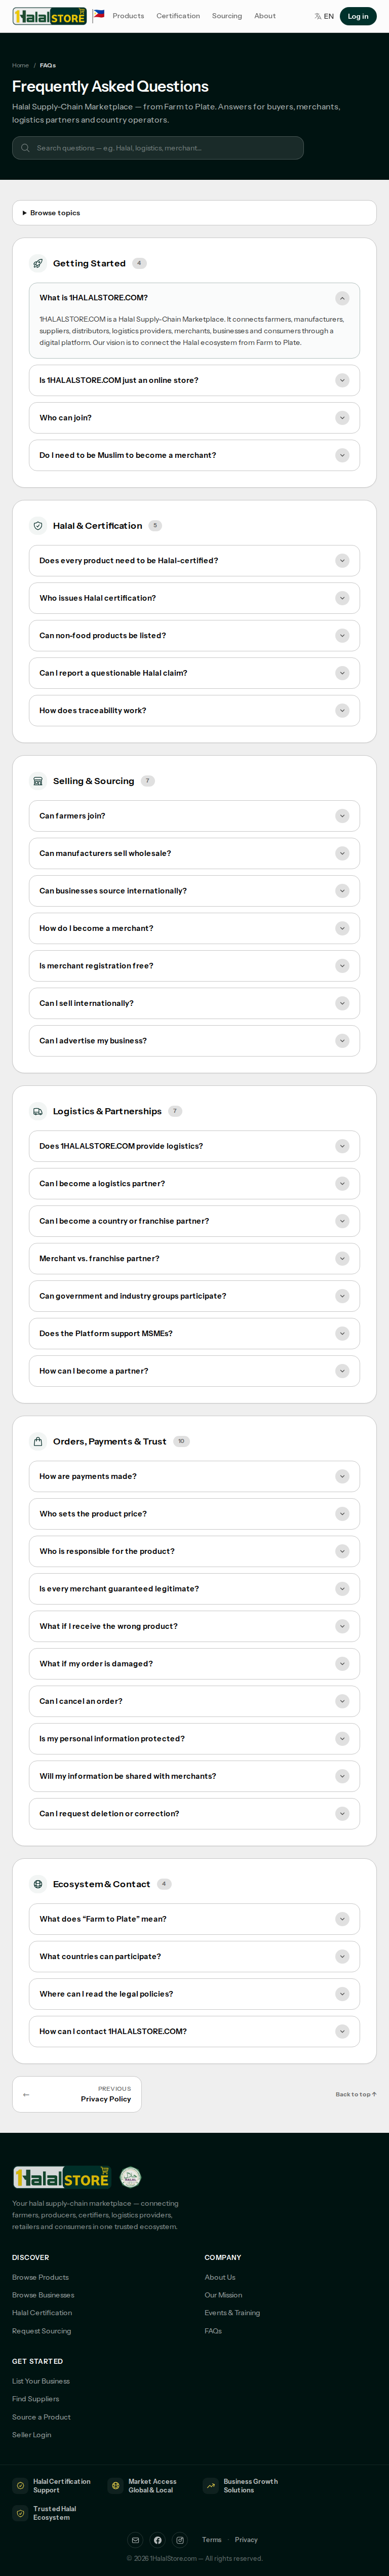 1Halal STORE
Products
Certification
Sourcing
About
EN
Log in
Home / FAQs
Frequently Asked Questions
Halal Supply-Chain Marketplace — from Farm to Plate. Answers for buyers, merchants,
logistics partners and country operators.
Search questions — e.g. Halal, logistics, merchant...
Browse topics
Getting Started 4
What is 1HALALSTORE.COM?
1HALALSTORE.COM is a Halal Supply-Chain Marketplace. It connects farmers, manufacturers,
suppliers, distributors, logistics providers, merchants, businesses and consumers through a
digital platform. Our vision is to connect the Halal ecosystem from Farm to Plate.
Is 1HALALSTORE.COM just an online store?
Who can join?
Do I need to be Muslim to become a merchant?
Halal & Certification 5
Does every product need to be Halal-certified?
Who issues Halal certification?
Can non-food products be listed?
Can I report a questionable Halal claim?
How does traceability work?
Selling & Sourcing 7
Can farmers join?
Can manufacturers sell wholesale?
Can businesses source internationally?
How do I become a merchant?
Is merchant registration free?
Can I sell internationally?
Can I advertise my business?
Logistics & Partnerships 7
Does 1HALALSTORE.COM provide logistics?
Can I become a logistics partner?
Can I become a country or franchise partner?
Merchant vs. franchise partner?
Can government and industry groups participate?
Does the Platform support MSMEs?
How can I become a partner?
Orders, Payments & Trust 10
How are payments made?
Who sets the product price?
Who is responsible for the product?
Is every merchant guaranteed legitimate?
What if I receive the wrong product?
What if my order is damaged?
Can I cancel an order?
Is my personal information protected?
Will my information be shared with merchants?
Can I request deletion or correction?
Ecosystem & Contact 4
What does “Farm to Plate” mean?
What countries can participate?
Where can I read the legal policies?
How can I contact 1HALALSTORE.COM?
← PREVIOUS
Privacy Policy
Back to top ↑
1Halal STORE
Your halal supply-chain marketplace — connecting
farmers, producers, certifiers, logistics providers,
retailers and consumers in one trusted ecosystem.
DISCOVER
Browse Products
Browse Businesses
Halal Certification
Request Sourcing
COMPANY
About Us
Our Mission
Events & Training
FAQs
GET STARTED
List Your Business
Find Suppliers
Source a Product
Seller Login
Halal Certification
Support
Market Access
Global & Local
Business Growth
Solutions
Trusted Halal
Ecosystem
Terms · Privacy
© 2026 1HalalStore.com — All rights reserved.